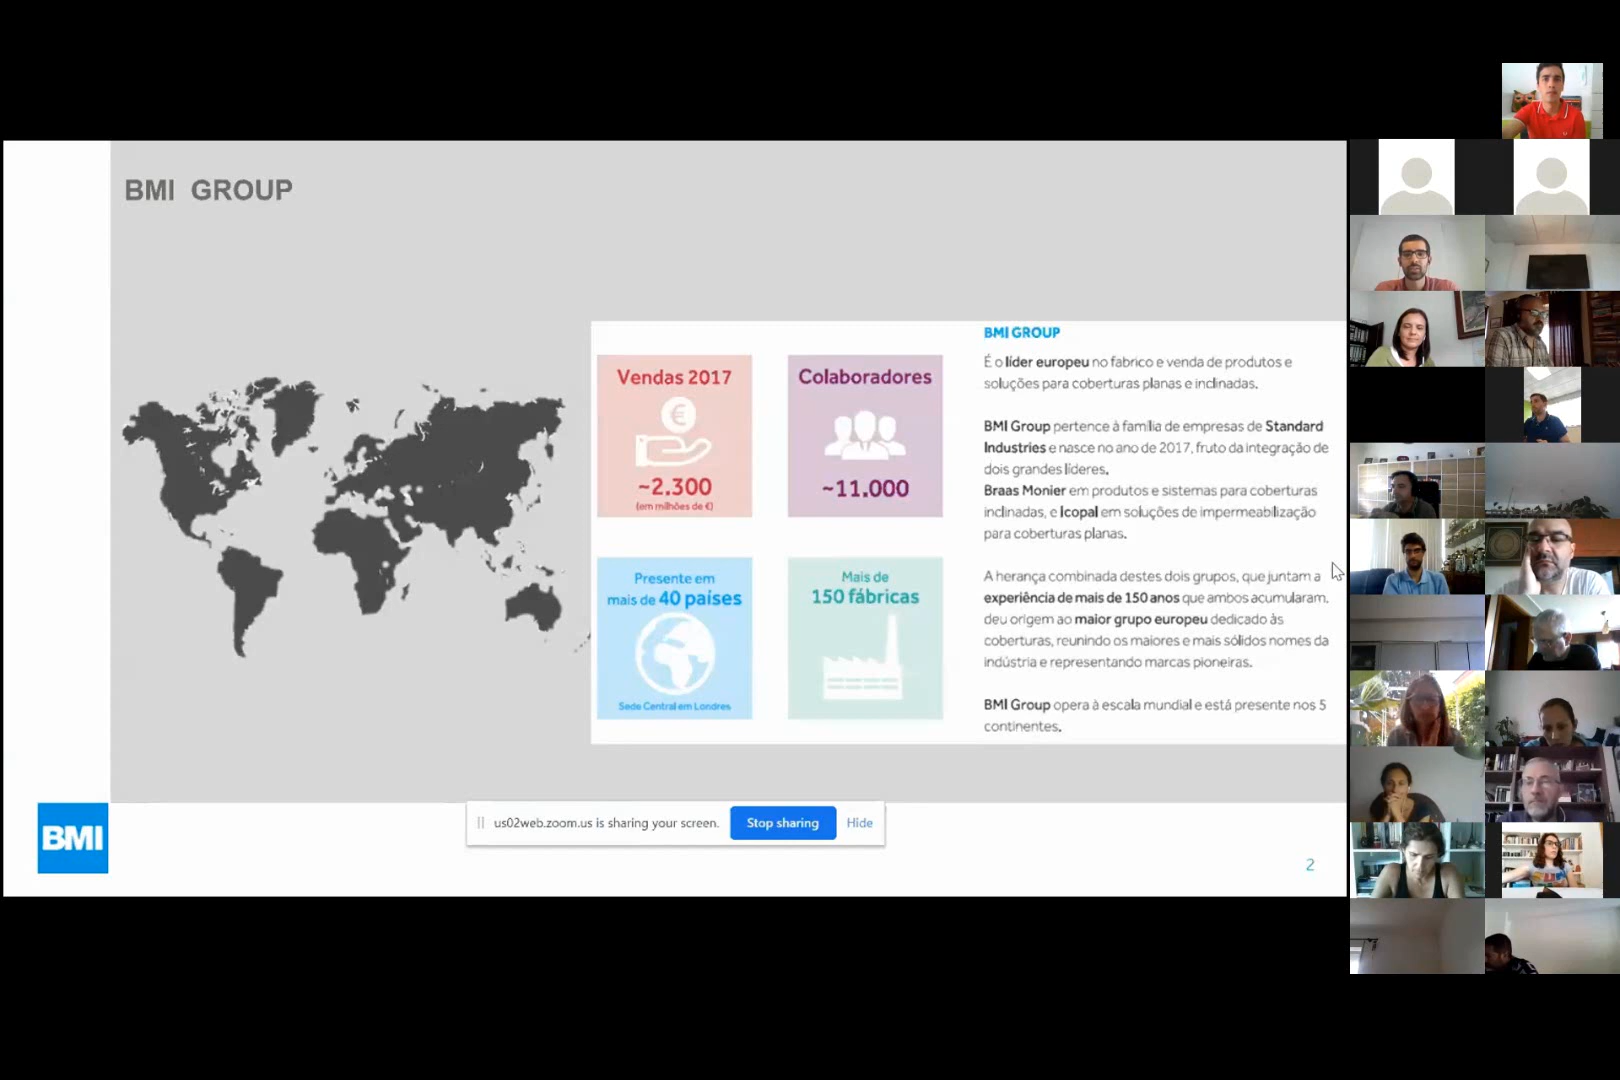 BMI GROUP
Vendas 2017
~2.300
(em milhões de €)
Colaboradores
~11.000
Presente em
mais de 40 países
Sede Central em Londres
Mais de
150 fábricas
BMI GROUP
É o líder europeu no fabrico e venda de produtos e
soluções para coberturas planas e inclinadas.
BMI Group pertence à família de empresas de Standard
Industries e nasce no ano de 2017, fruto da integração de
dois grandes líderes.
Braas Monier em produtos e sistemas para coberturas
inclinadas, e Icopal em soluções de impermeabilização
para coberturas planas.
A herança combinada destes dois grupos, que juntam a
experiência de mais de 150 anos que ambos acumularam.
deu origem ao maior grupo europeu dedicado às
coberturas, reunindo os maiores e mais sólidos nomes da
indústria e representando marcas pioneiras.
BMI Group opera à escala mundial e está presente nos 5
continentes.
BMI
us02web.zoom.us is sharing your screen.
Stop sharing
Hide
2